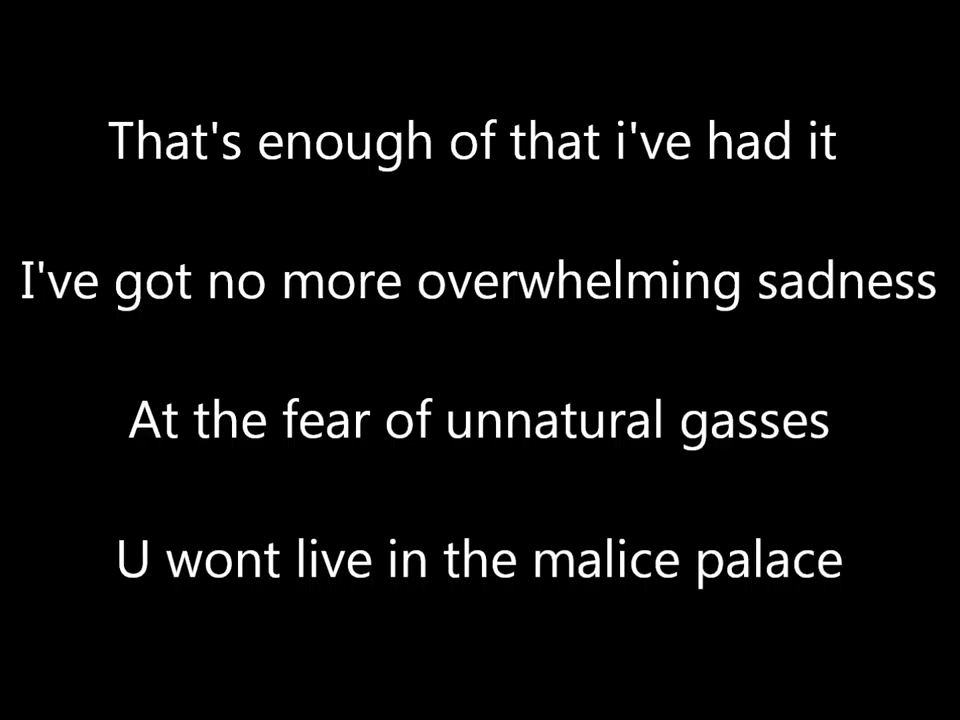 That's enough of that i've had it
I've got no more overwhelming sadness
At the fear of unnatural gasses
U wont live in the malice palace